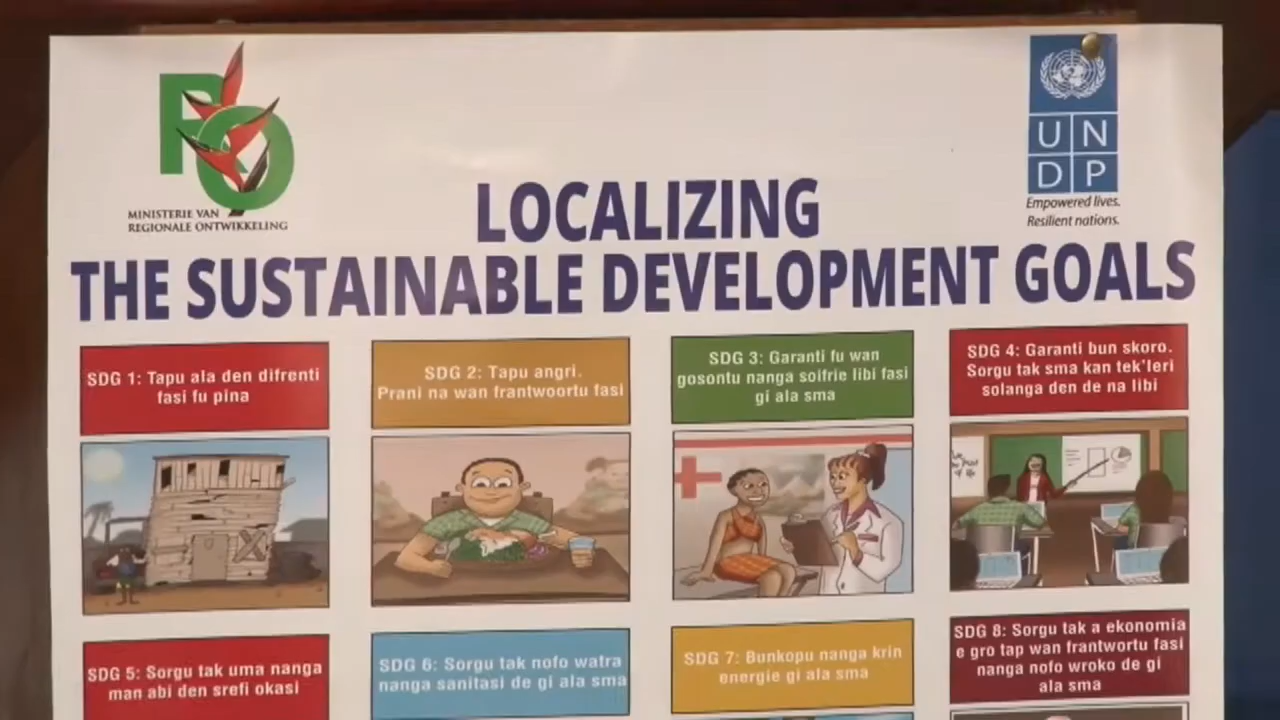 RO
MINISTERIE VAN
REGIONALE ONTWIKKELING
UN
DP
Empowered lives.
Resilient nations.
LOCALIZING
THE SUSTAINABLE DEVELOPMENT GOALS
SDG 1: Tapu ala den difrenti
fasi fu pina
SDG 2: Tapu angri.
Prani na wan frantwoortu fasi
SDG 3: Garanti fu wan
gosontu nanga soifrie libi fasi
gi ala sma
SDG 4: Garanti bun skoro.
Sorgu tak sma kan tek'leri
solanga den de na libi
SDG 5: Sorgu tak uma nanga
man abi den srefi okasi
SDG 6: Sorgu tak nofo watra
nanga sanitasi de gi ala sma
SDG 7: Bunkopu nanga krin
energie gi ala sma
SDG 8: Sorgu tak a ekonomia
e gro tap wan frantwortu fasi
nanga nofo wroko de gi
ala sma